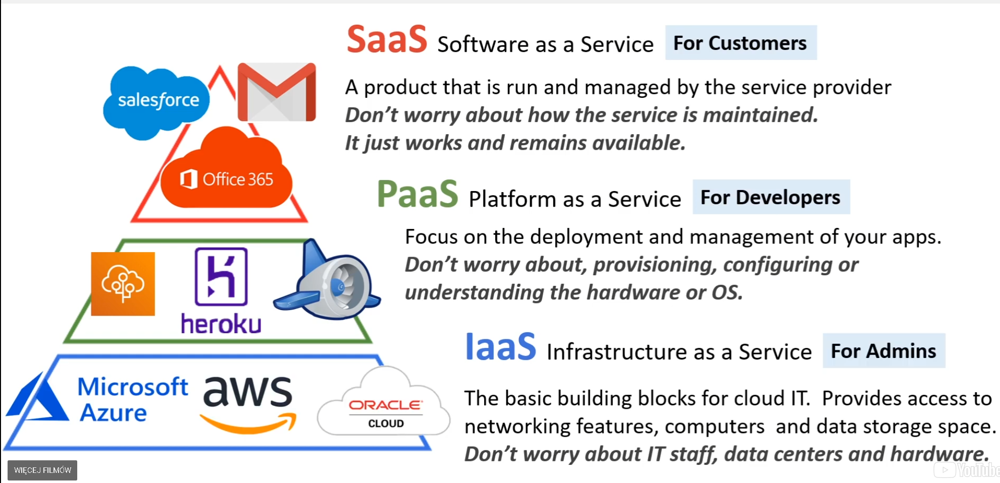 SaaS Software as a Service For Customers
A product that is run and managed by the service provider
Don't worry about how the service is maintained.
It just works and remains available.
salesforce
Office 365
PaaS Platform as a Service For Developers
Focus on the deployment and management of your apps.
Don't worry about, provisioning, configuring or
understanding the hardware or OS.
heroku
IaaS Infrastructure as a Service For Admins
The basic building blocks for cloud IT. Provides access to
networking features, computers and data storage space.
Don't worry about IT staff, data centers and hardware.
Microsoft
Azure
aws
ORACLE
CLOUD
WIĘCEJ FILMÓW
YouTube